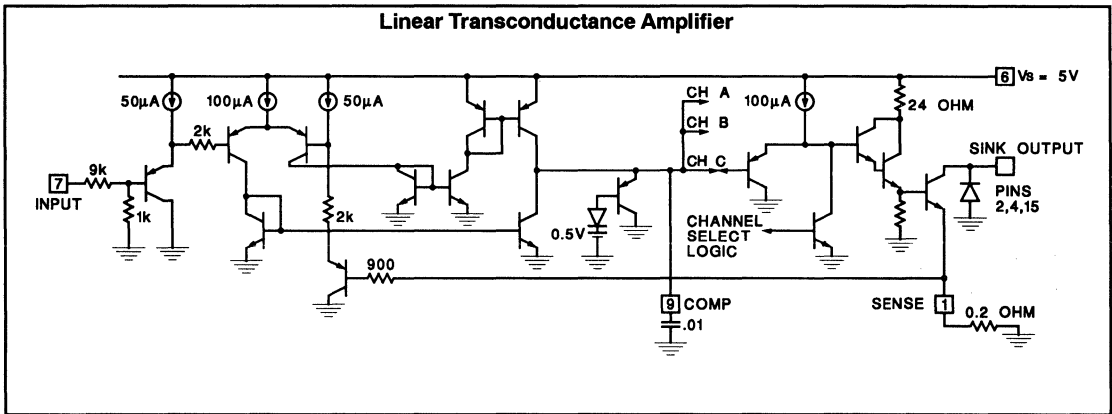 Linear Transconductance Amplifier
6 Vs = 5V
50µA
100µA
50µA
CH A
100µA
24 OHM
CH B
2k
SINK OUTPUT
9k
CH C
7
INPUT
1k
2k
PINS
2,4,15
0.5V
CHANNEL
SELECT
LOGIC
900
9 COMP
SENSE 1
0.2 OHM
.01